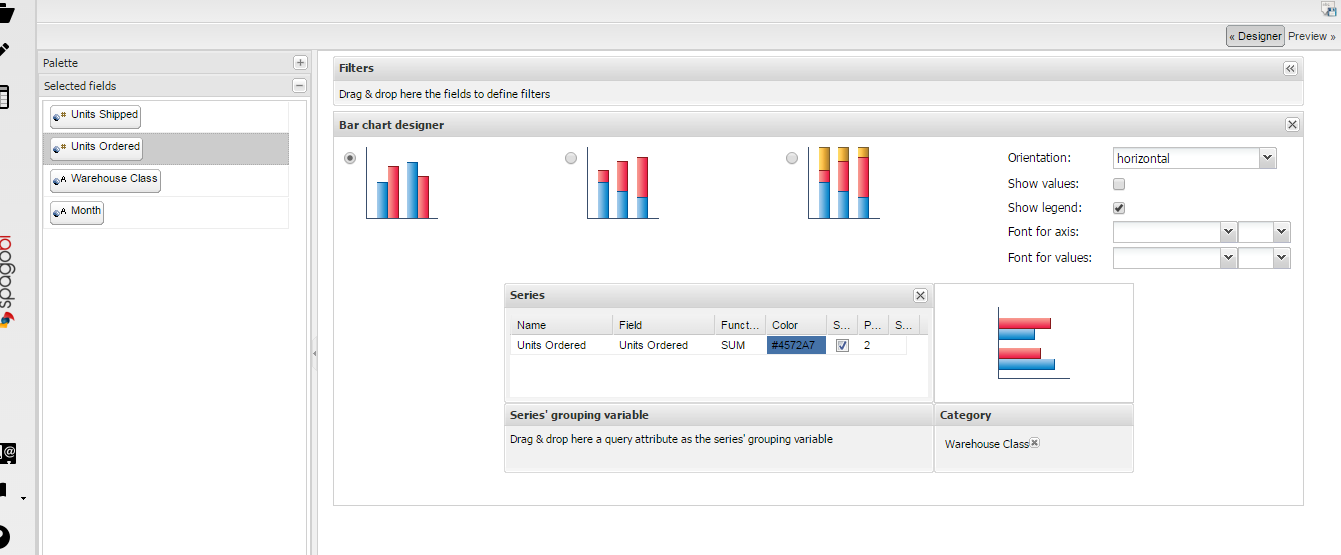 « Designer Preview »
Palette
Selected fields
# Units Shipped
# Units Ordered
A Warehouse Class
A Month
spagobi
@
Filters
Drag & drop here the fields to define filters
Bar chart designer
Orientation: horizontal
Show values:
Show legend:
Font for axis:
Font for values:
Series
Name Field Funct... Color S... P... S...
Units Ordered Units Ordered SUM #4572A7 2
Series' grouping variable
Drag & drop here a query attribute as the series' grouping variable
Category
Warehouse Class